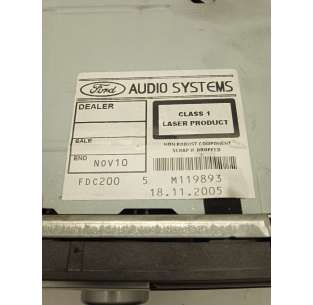 Ford AUDIO SYSTEMS
DEALER
CLASS 1
LASER PRODUCT
SALE
NON ROBUST COMPONENT
SCRAP IF DROPPED
END NOV10
FDC200 5 M119893
18.11.2005